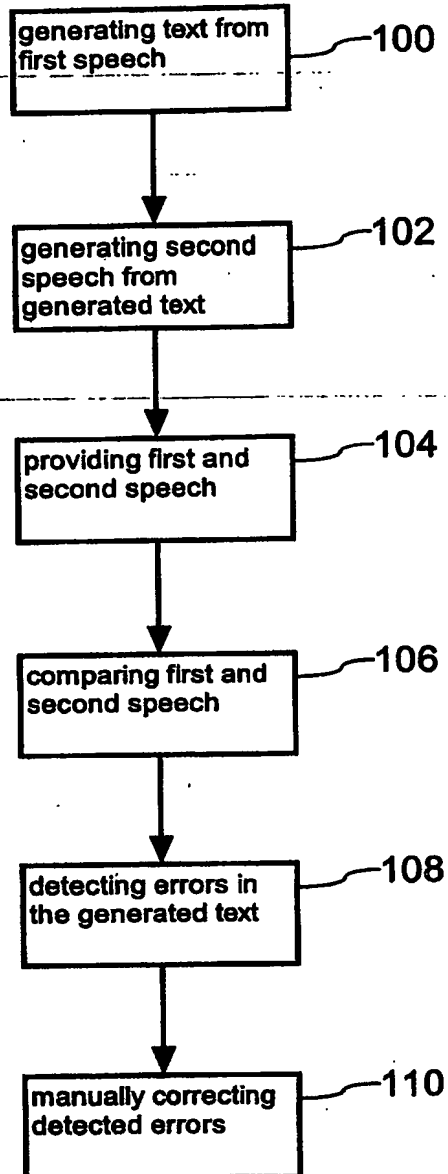 generating text from
first speech
100
generating second
speech from
generated text
102
providing first and
second speech
104
comparing first and
second speech
106
detecting errors in
the generated text
108
manually correcting
detected errors
110